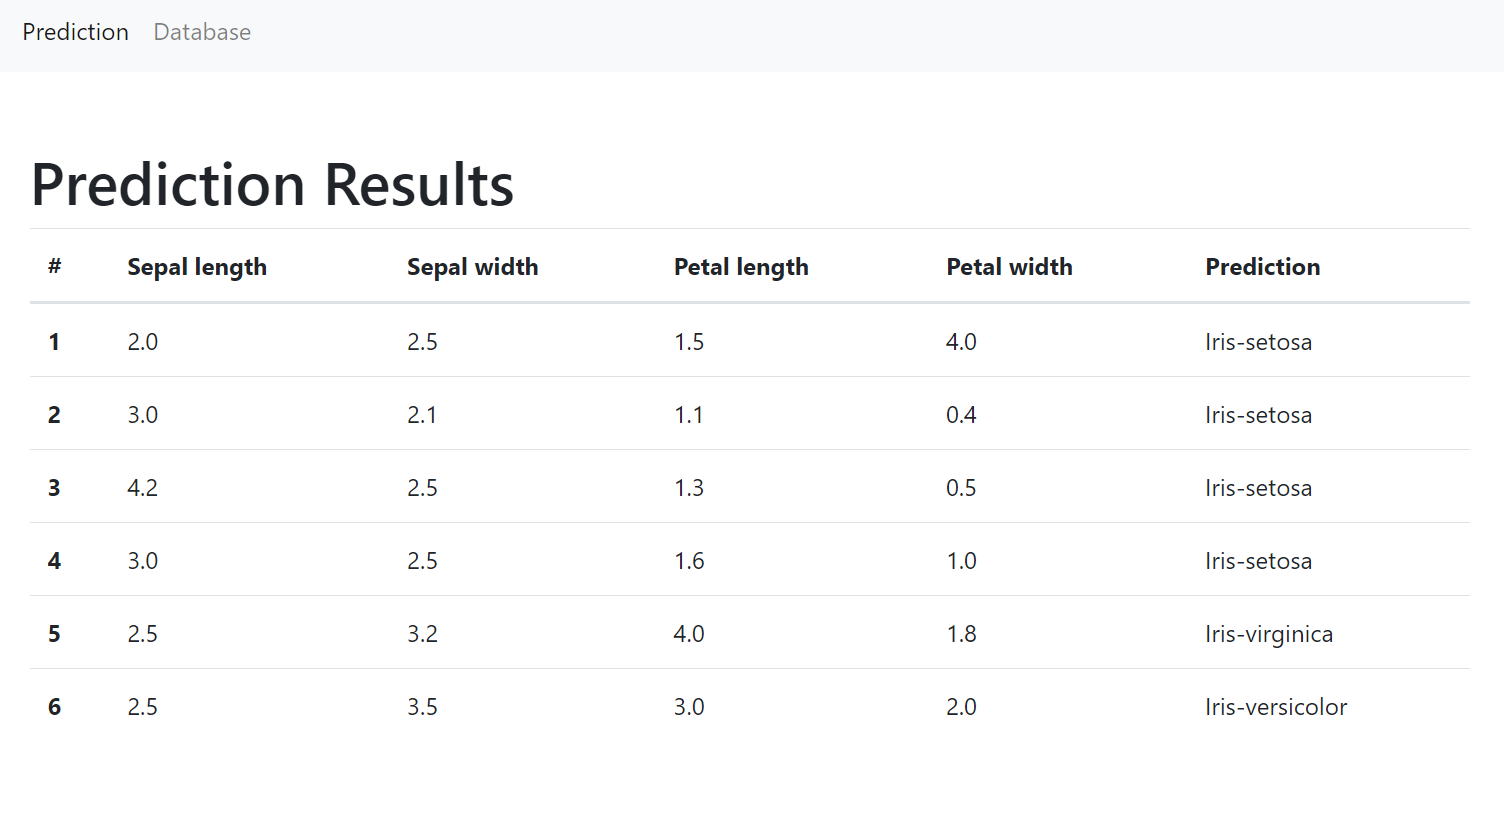 Prediction Database
Prediction Results
# Sepal length Sepal width Petal length Petal width Prediction
1 2.0 2.5 1.5 4.0 Iris-setosa
2 3.0 2.1 1.1 0.4 Iris-setosa
3 4.2 2.5 1.3 0.5 Iris-setosa
4 3.0 2.5 1.6 1.0 Iris-setosa
5 2.5 3.2 4.0 1.8 Iris-virginica
6 2.5 3.5 3.0 2.0 Iris-versicolor